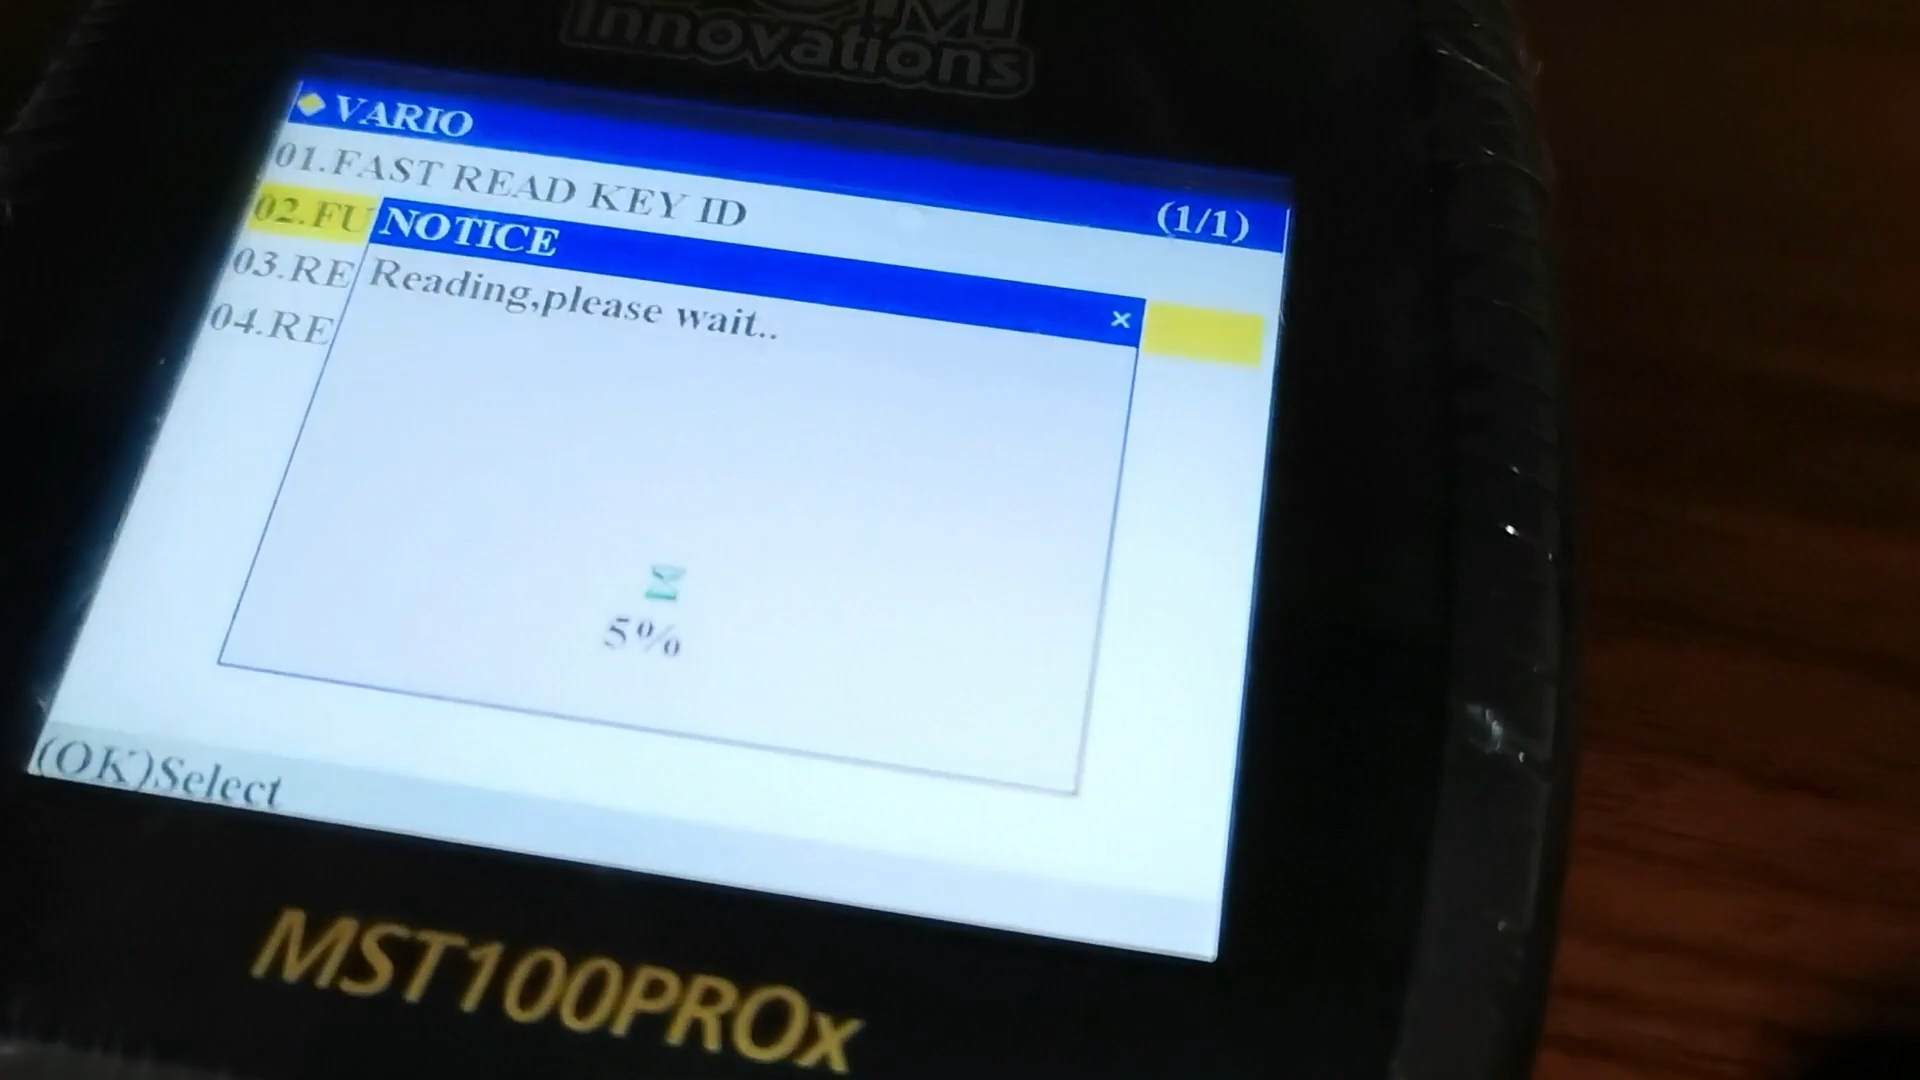 Innovations
VARIO
(1/1)
01.FAST READ KEY ID
02.FU
03.RE
04.RE
NOTICE
×
Reading,please wait..
5%
(OK)Select
MST100PROx